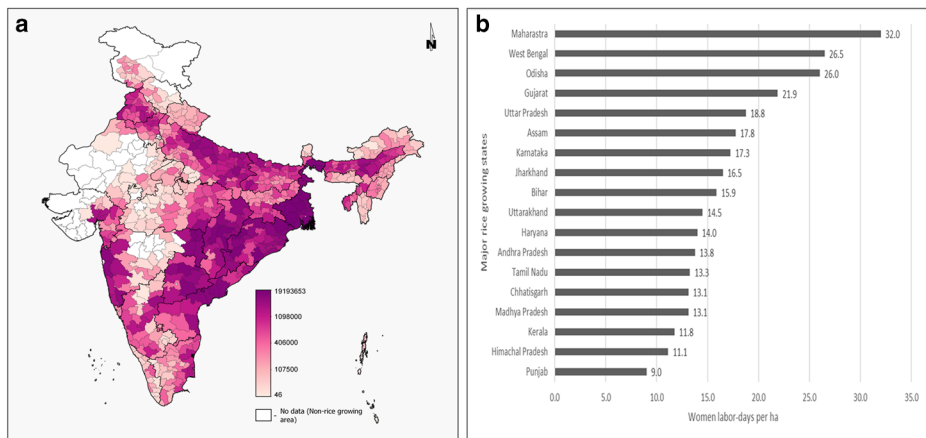 a
N
19193653
1098000
406000
107500
46
- No data (Non-rice growing
area)
b
Major rice growing states
Maharastra 32.0
West Bengal 26.5
Odisha 26.0
Gujarat 21.9
Uttar Pradesh 18.8
Assam 17.8
Karnataka 17.3
Jharkhand 16.5
Bihar 15.9
Uttarakhand 14.5
Haryana 14.0
Andhra Pradesh 13.8
Tamil Nadu 13.3
Chhatisgarh 13.1
Madhya Pradesh 13.1
Kerala 11.8
Himachal Pradesh 11.1
Punjab 9.0
0.0 5.0 10.0 15.0 20.0 25.0 30.0 35.0
Women labor-days per ha